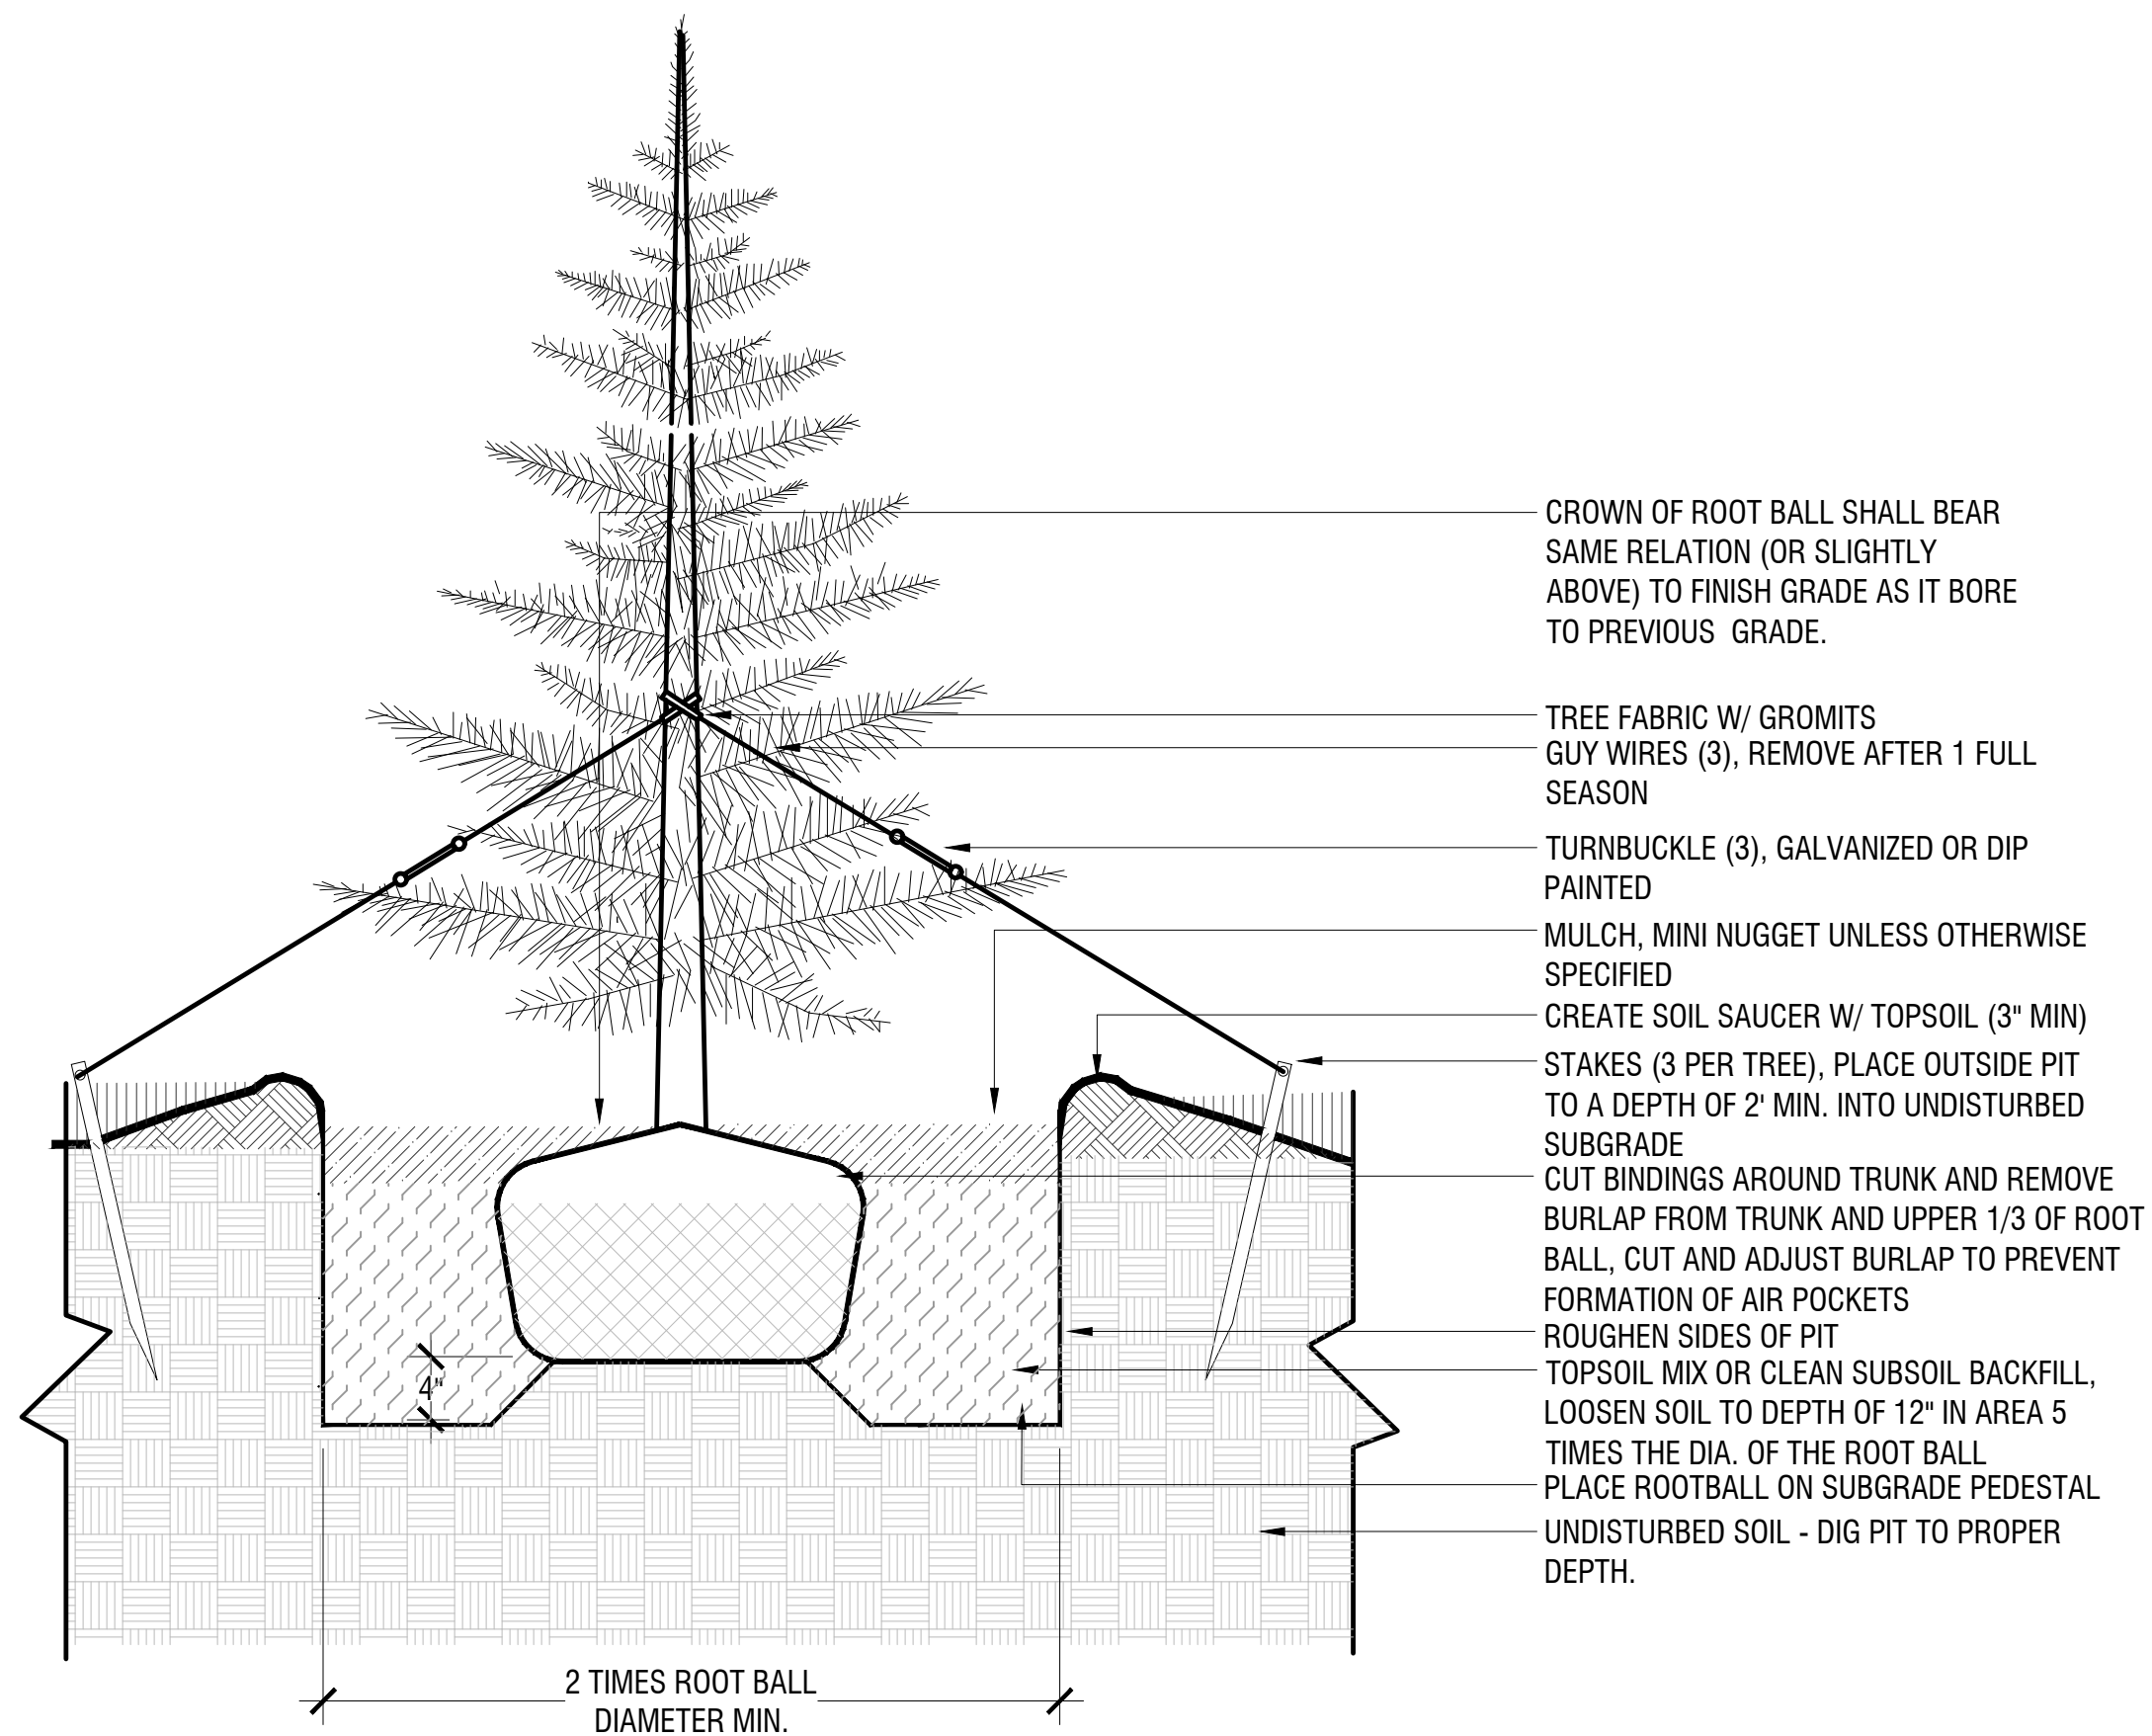 CROWN OF ROOT BALL SHALL BEAR
SAME RELATION (OR SLIGHTLY
ABOVE) TO FINISH GRADE AS IT BORE
TO PREVIOUS  GRADE.
TREE FABRIC W/ GROMITS
GUY WIRES (3), REMOVE AFTER 1 FULL
SEASON
TURNBUCKLE (3), GALVANIZED OR DIP
PAINTED
MULCH, MINI NUGGET UNLESS OTHERWISE
SPECIFIED
CREATE SOIL SAUCER W/ TOPSOIL (3" MIN)
STAKES (3 PER TREE), PLACE OUTSIDE PIT
TO A DEPTH OF 2' MIN. INTO UNDISTURBED
SUBGRADE
CUT BINDINGS AROUND TRUNK AND REMOVE
BURLAP FROM TRUNK AND UPPER 1/3 OF ROOT
BALL, CUT AND ADJUST BURLAP TO PREVENT
FORMATION OF AIR POCKETS
ROUGHEN SIDES OF PIT
TOPSOIL MIX OR CLEAN SUBSOIL BACKFILL,
LOOSEN SOIL TO DEPTH OF 12" IN AREA 5
TIMES THE DIA. OF THE ROOT BALL
PLACE ROOTBALL ON SUBGRADE PEDESTAL
UNDISTURBED SOIL - DIG PIT TO PROPER
DEPTH.
4"
2 TIMES ROOT BALL
DIAMETER MIN.